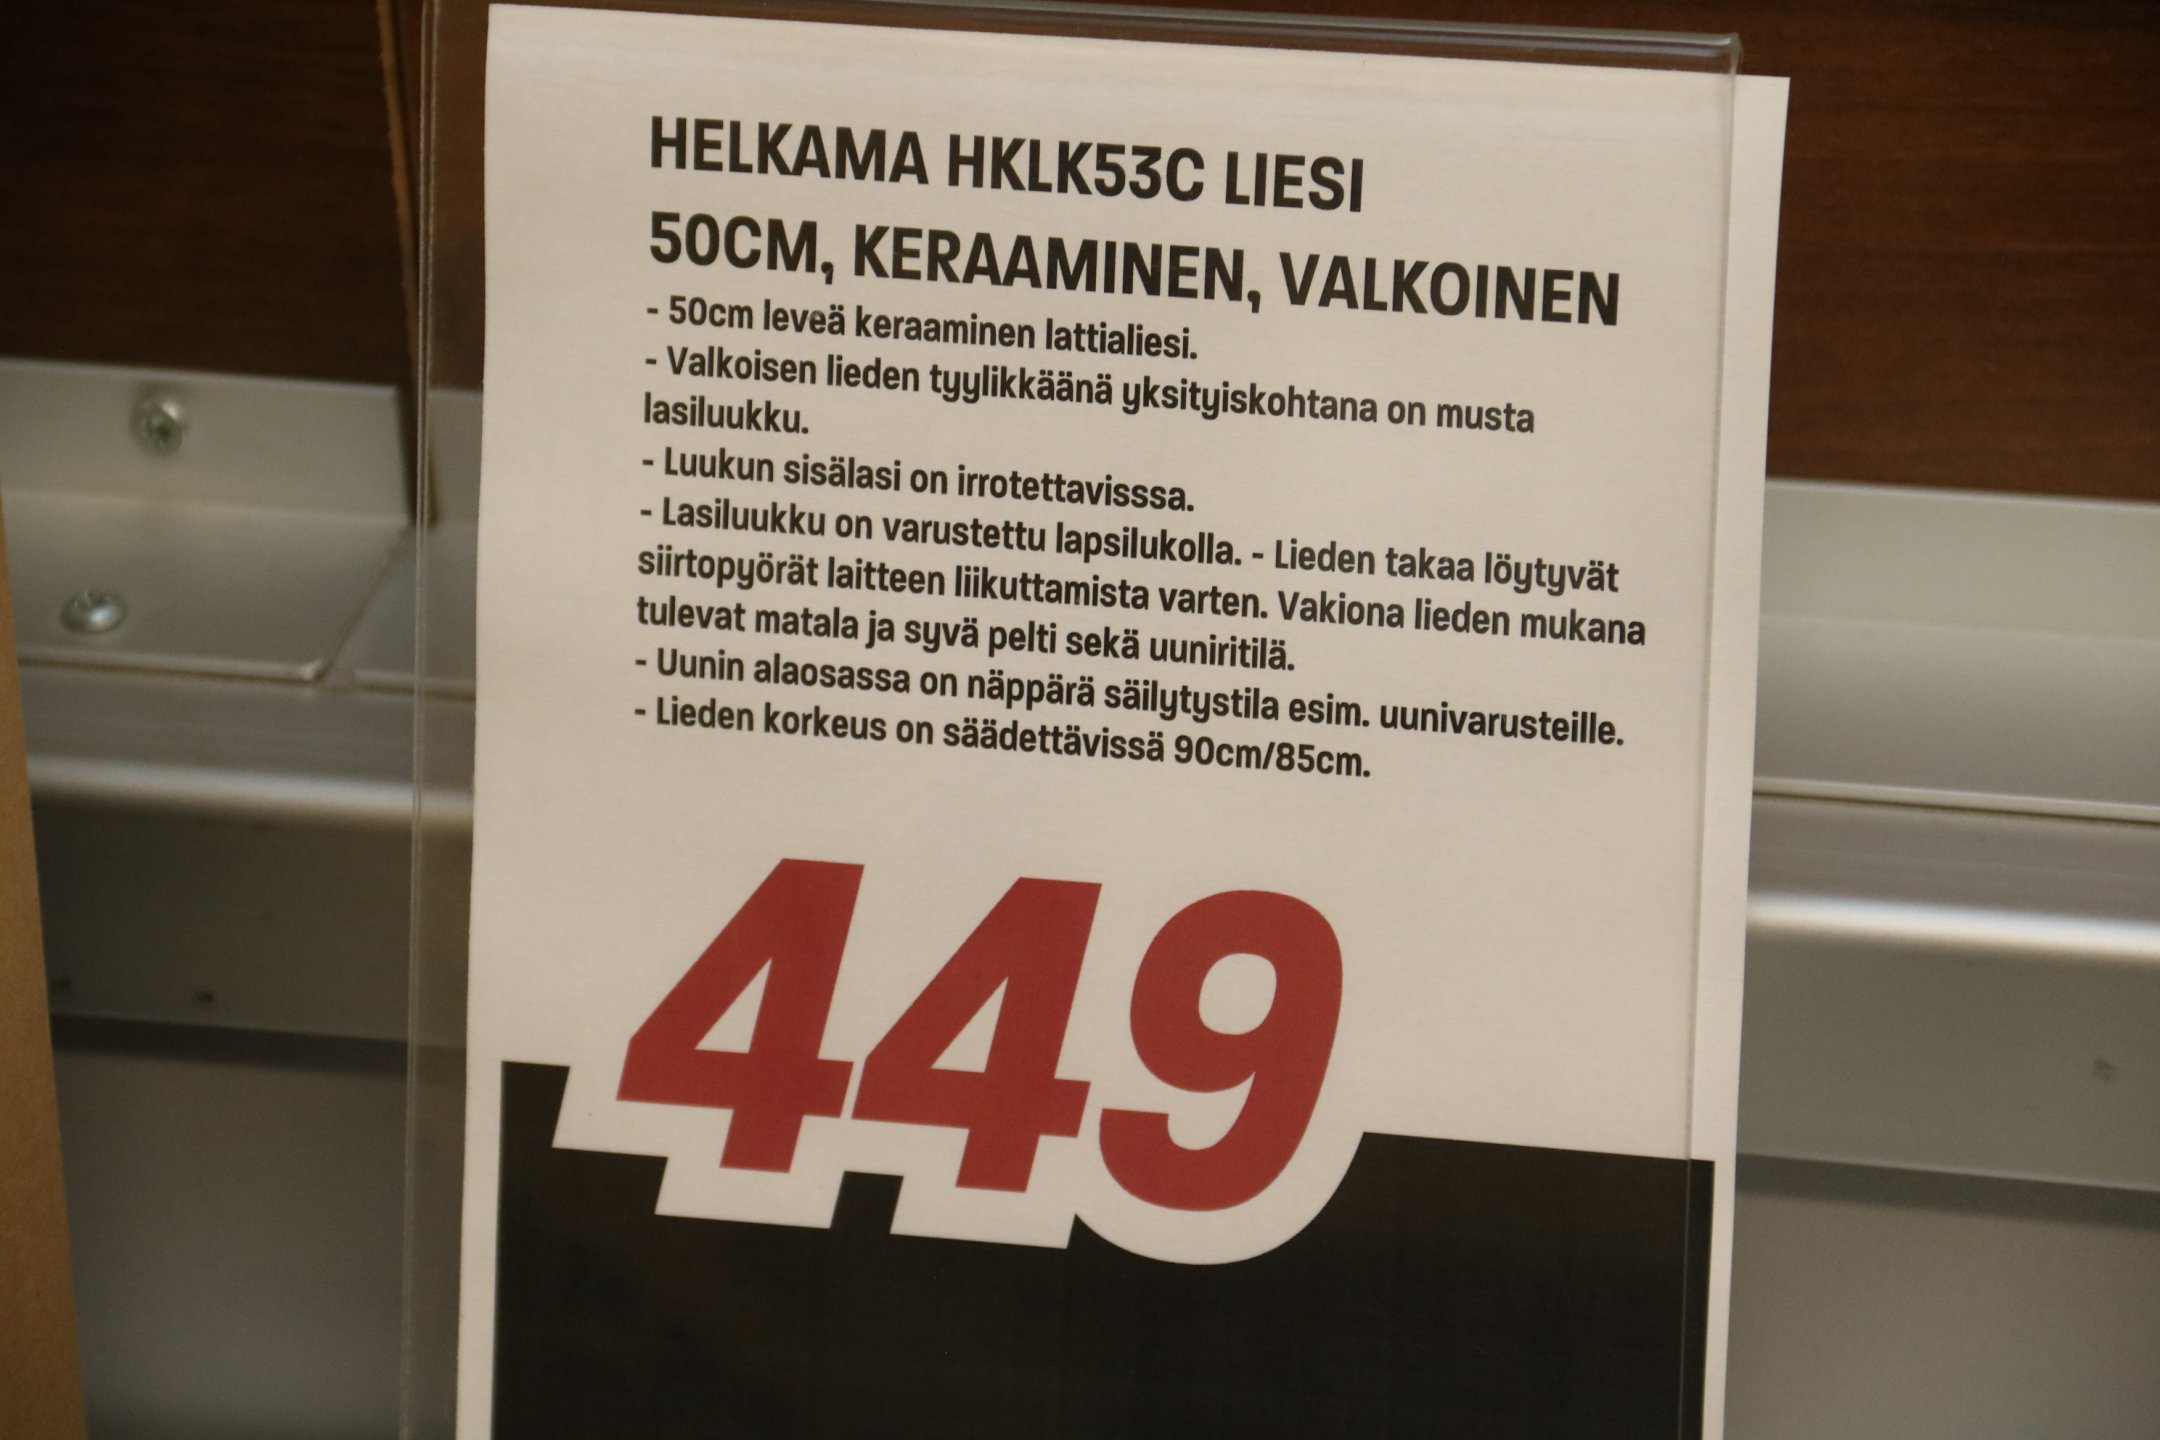 HELKAMA HKLK53C LIESI
50CM, KERAAMINEN, VALKOINEN
- 50cm leveä keraaminen lattialiesi.
- Valkoisen lieden tyylikkäänä yksityiskohtana on musta
lasiluukku.
- Luukun sisälasi on irrotettavisssa.
- Lasiluukku on varustettu lapsilukolla. - Lieden takaa löytyvät
siirtopyörät laitteen liikuttamista varten. Vakiona lieden mukana
tulevat matala ja syvä pelti sekä uuniritilä.
- Uunin alaosassa on näppärä säilytystila esim. uunivarusteille.
- Lieden korkeus on säädettävissä 90cm/85cm.
449